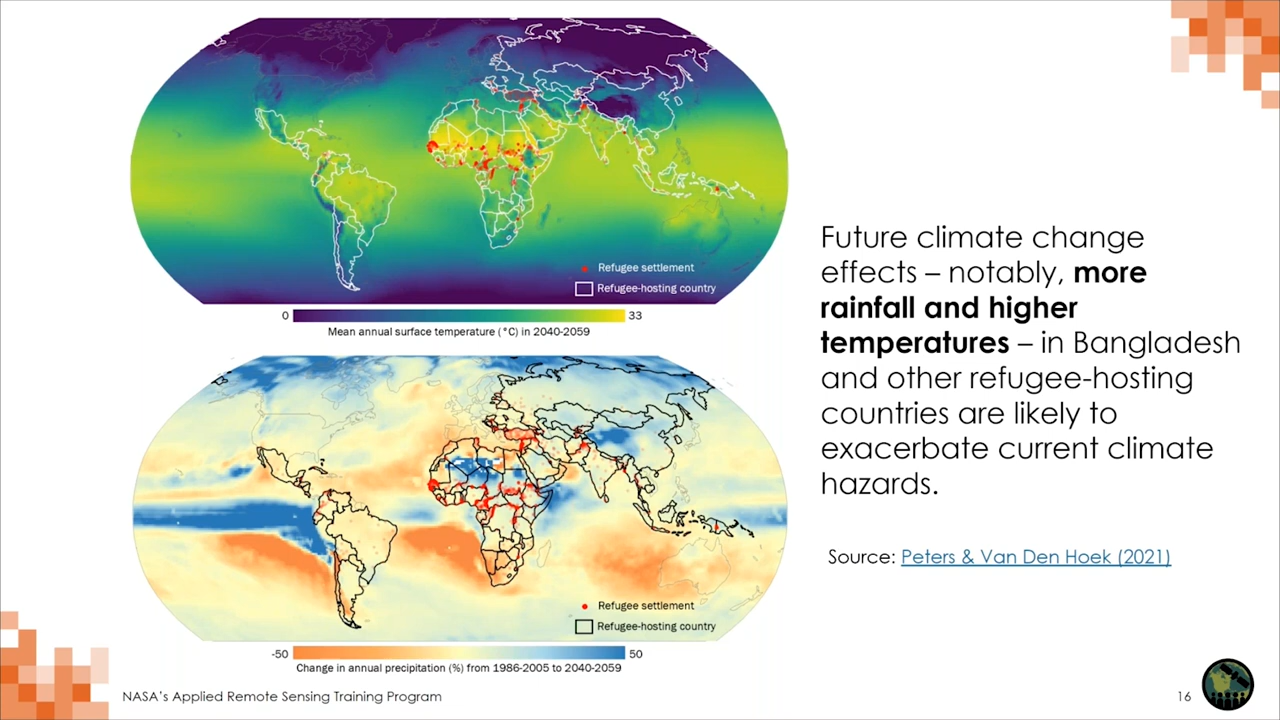 Refugee settlement
Refugee-hosting country
0
33
Mean annual surface temperature (°C) in 2040-2059
Refugee settlement
Refugee-hosting country
-50
50
Change in annual precipitation (%) from 1986-2005 to 2040-2059
Future climate change
effects – notably, more
rainfall and higher
temperatures – in Bangladesh
and other refugee-hosting
countries are likely to
exacerbate current climate
hazards.
Source: Peters & Van Den Hoek (2021)
NASA's Applied Remote Sensing Training Program
16